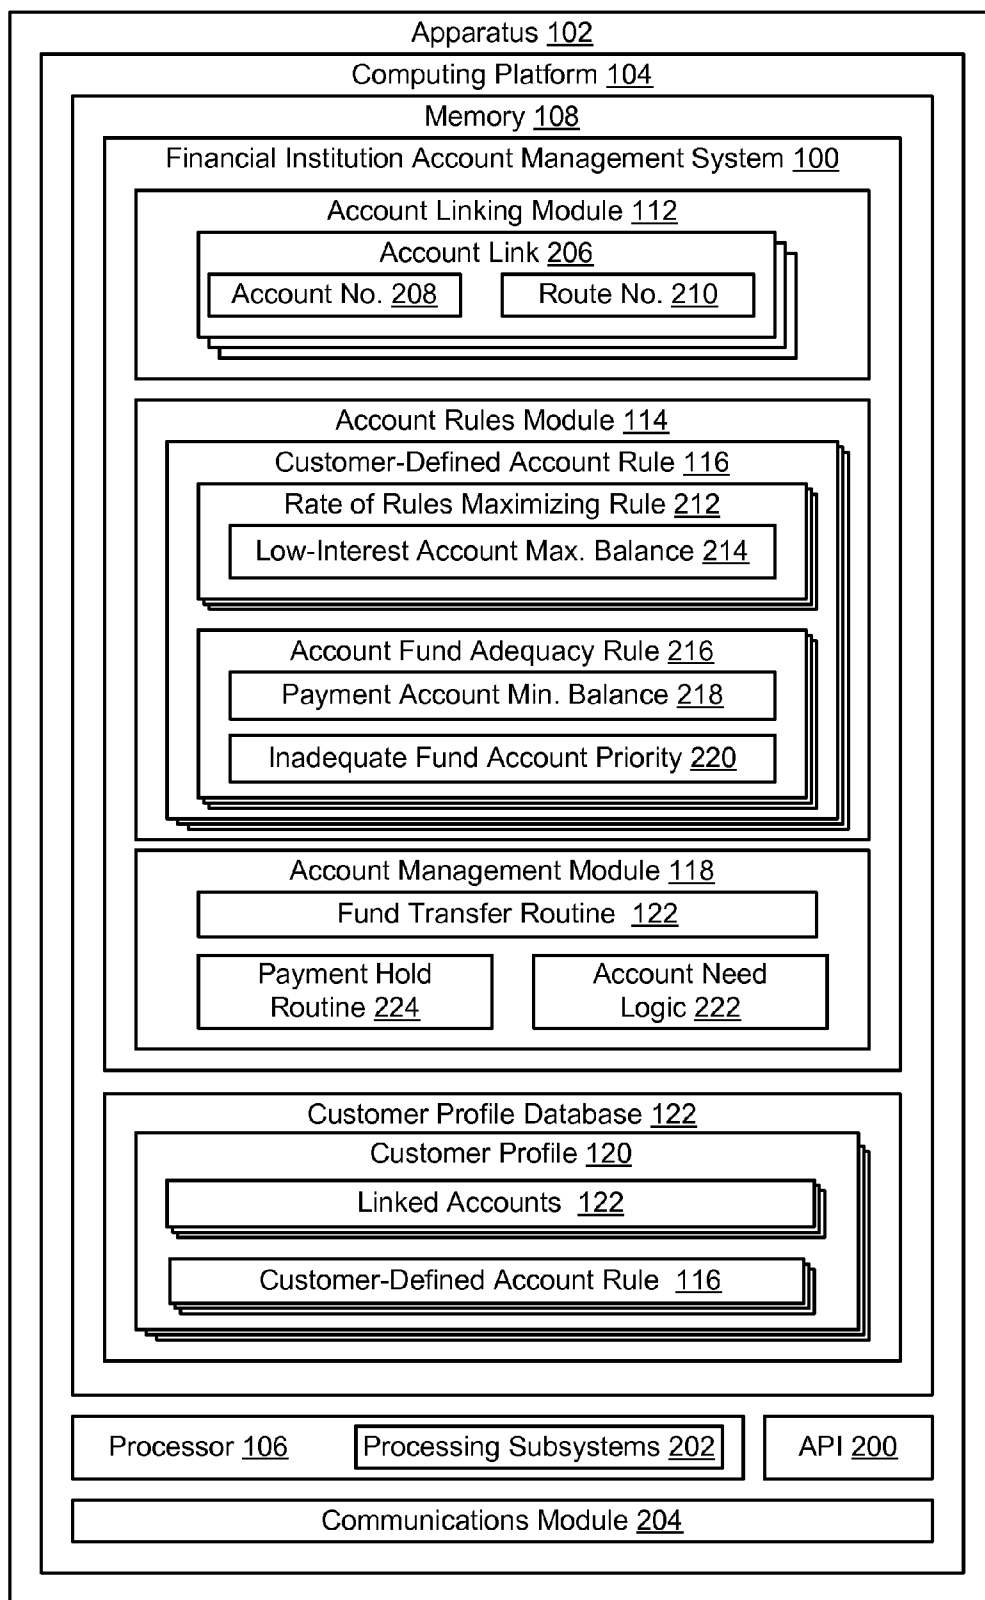 Apparatus 102
Computing Platform 104
Memory 108
Financial Institution Account Management System 100
Account Linking Module 112
Account Link 206
Account No. 208
Route No. 210
Account Rules Module 114
Customer-Defined Account Rule 116
Rate of Rules Maximizing Rule 212
Low-Interest Account Max. Balance 214
Account Fund Adequacy Rule 216
Payment Account Min. Balance 218
Inadequate Fund Account Priority 220
Account Management Module 118
Fund Transfer Routine 122
Payment Hold
Routine 224
Account Need
Logic 222
Customer Profile Database 122
Customer Profile 120
Linked Accounts 122
Customer-Defined Account Rule 116
Processor 106
Processing Subsystems 202
API 200
Communications Module 204